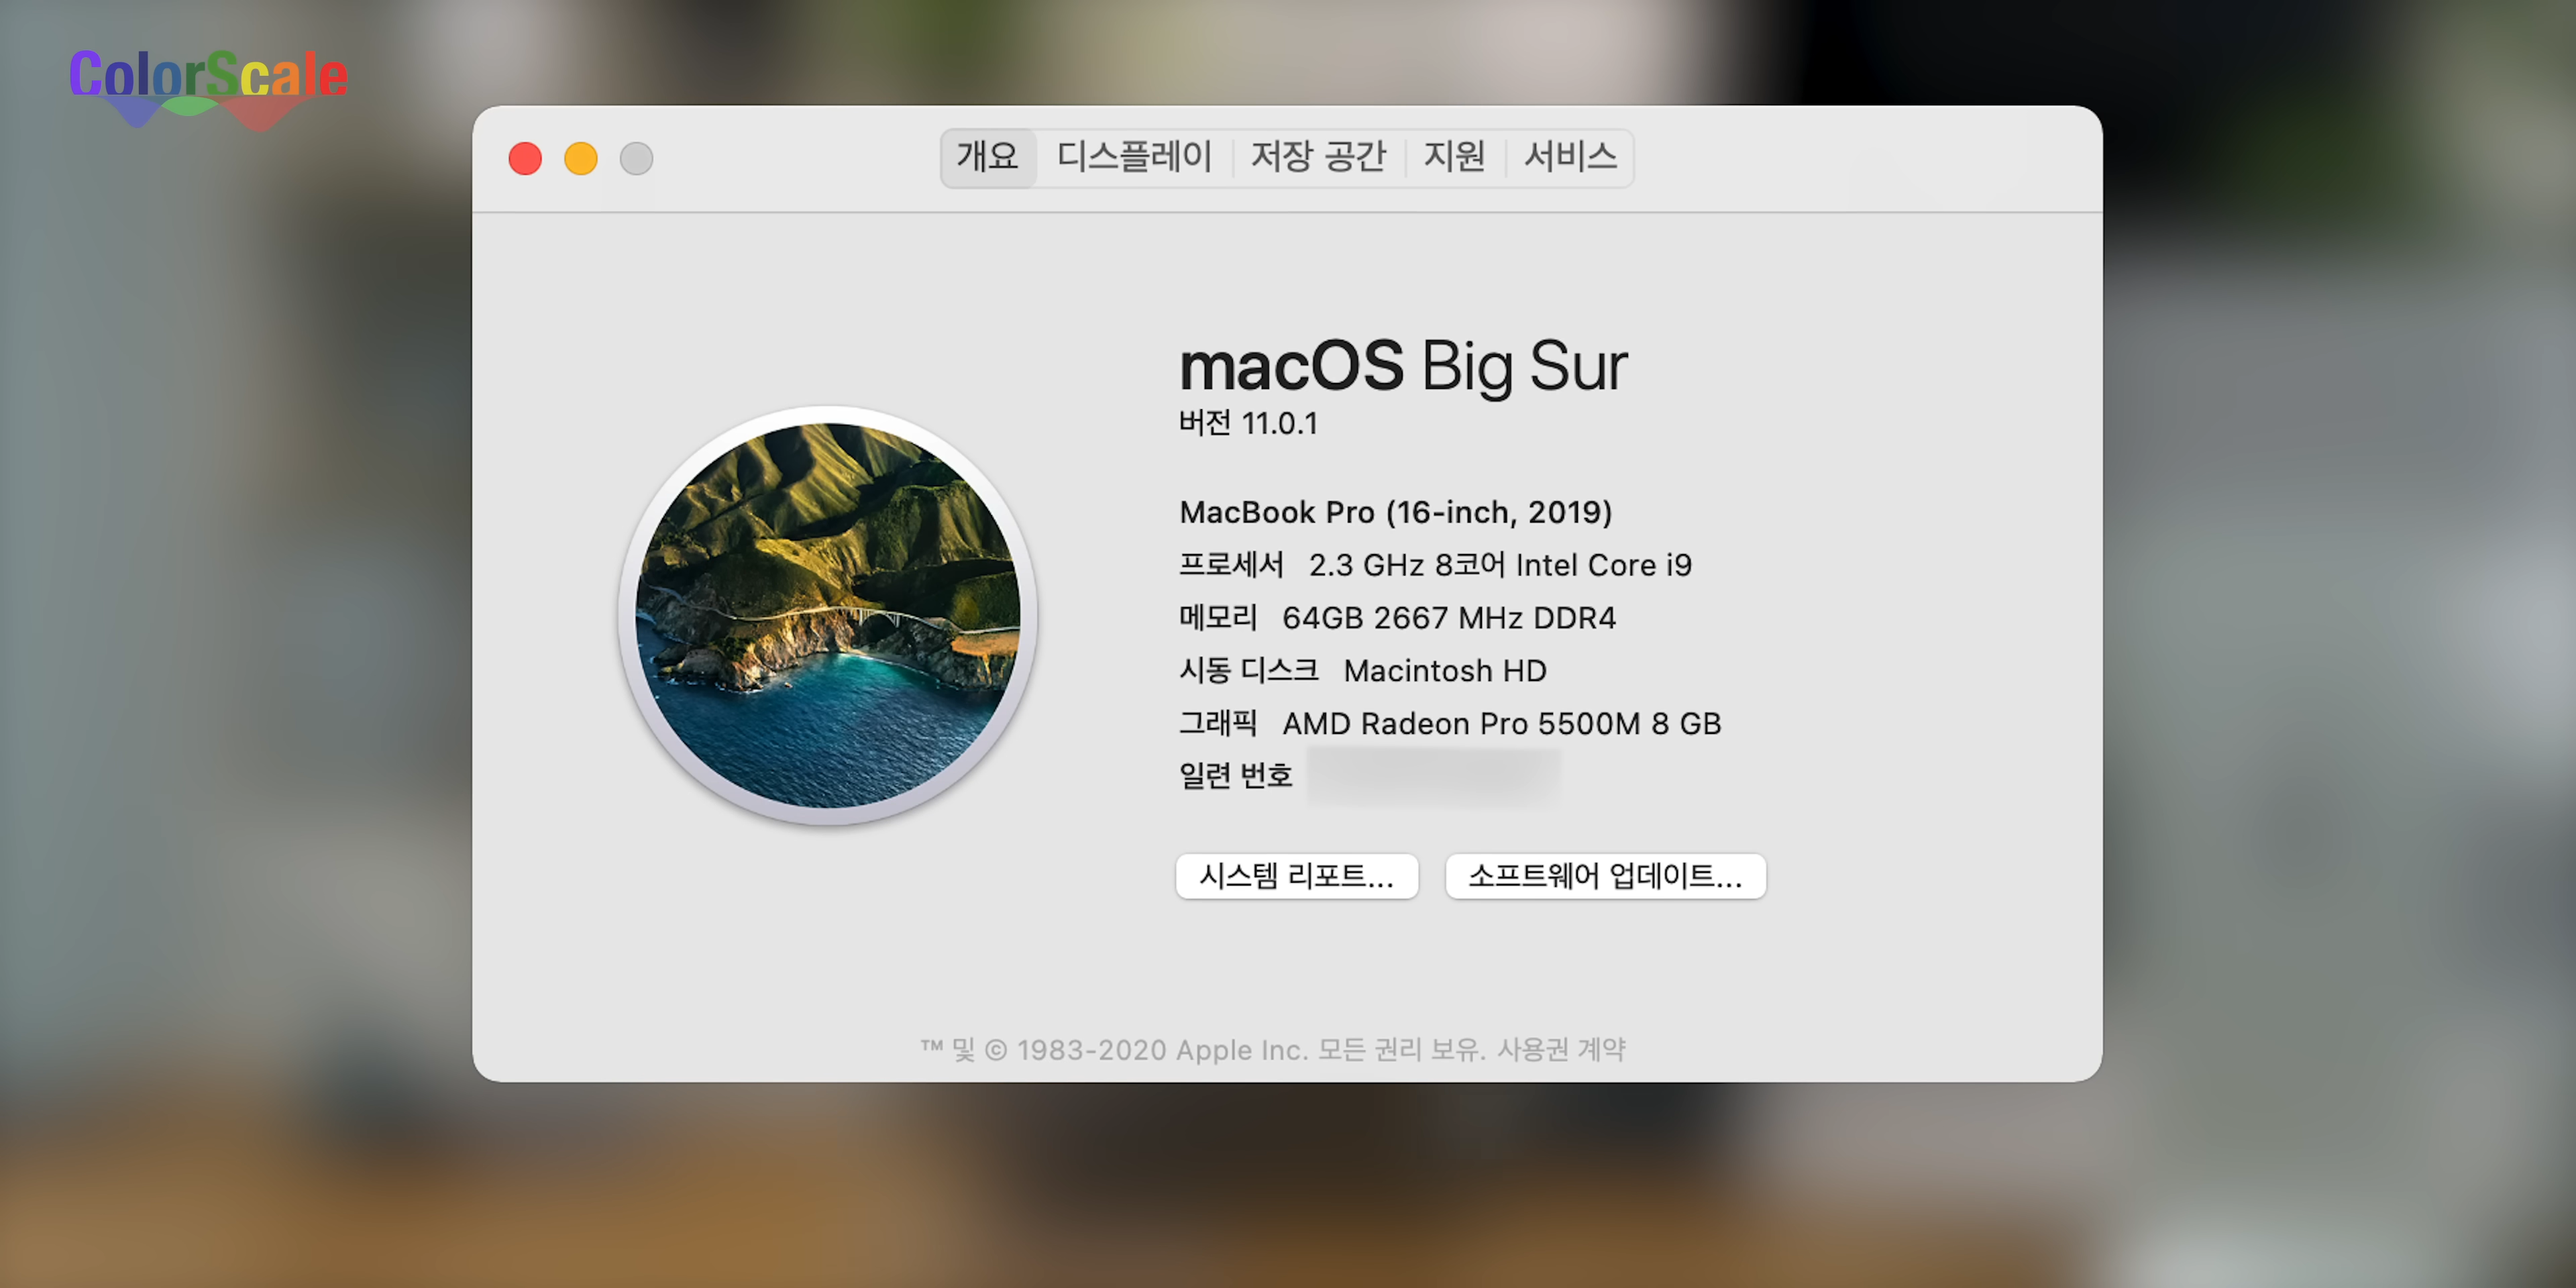 ColorScale
개요 디스플레이 저장 공간 지원 서비스
macOS Big Sur
버전 11.0.1
MacBook Pro (16-inch, 2019)
프로세서 2.3 GHz 8코어 Intel Core i9
메모리 64GB 2667 MHz DDR4
시동 디스크 Macintosh HD
그래픽 AMD Radeon Pro 5500M 8 GB
일련 번호
시스템 리포트... 소프트웨어 업데이트...
™ 및 © 1983-2020 Apple Inc. 모든 권리 보유. 사용권 계약